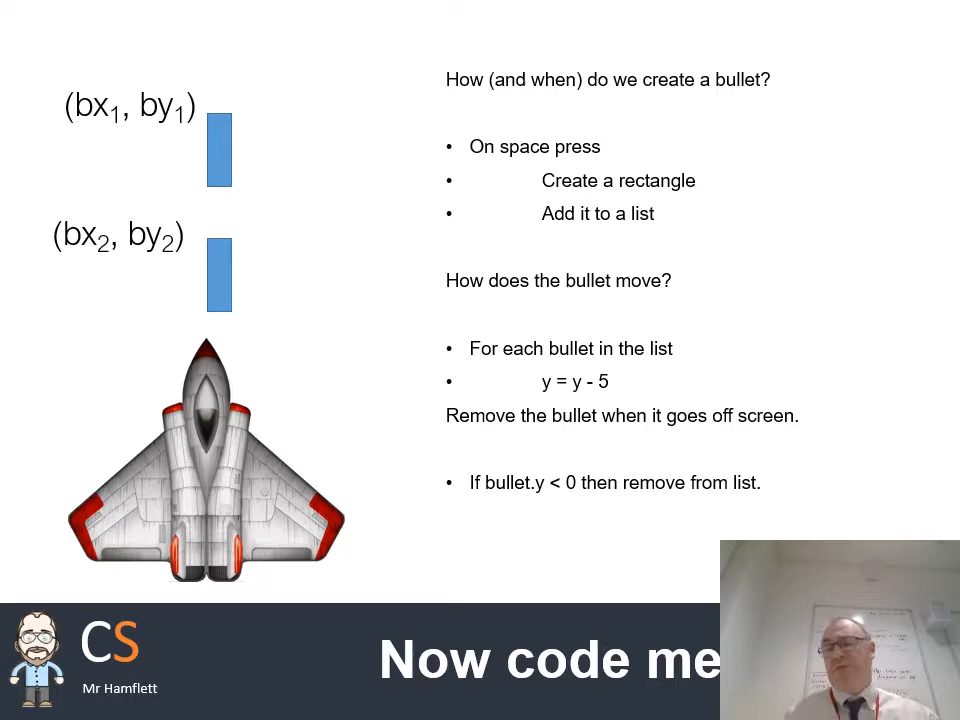 (bx1, by1)
(bx2, by2)
How (and when) do we create a bullet?
• On space press
• Create a rectangle
• Add it to a list
How does the bullet move?
• For each bullet in the list
• y = y - 5
Remove the bullet when it goes off screen.
• If bullet.y < 0 then remove from list.
CS
Mr Hamflett
Now code me